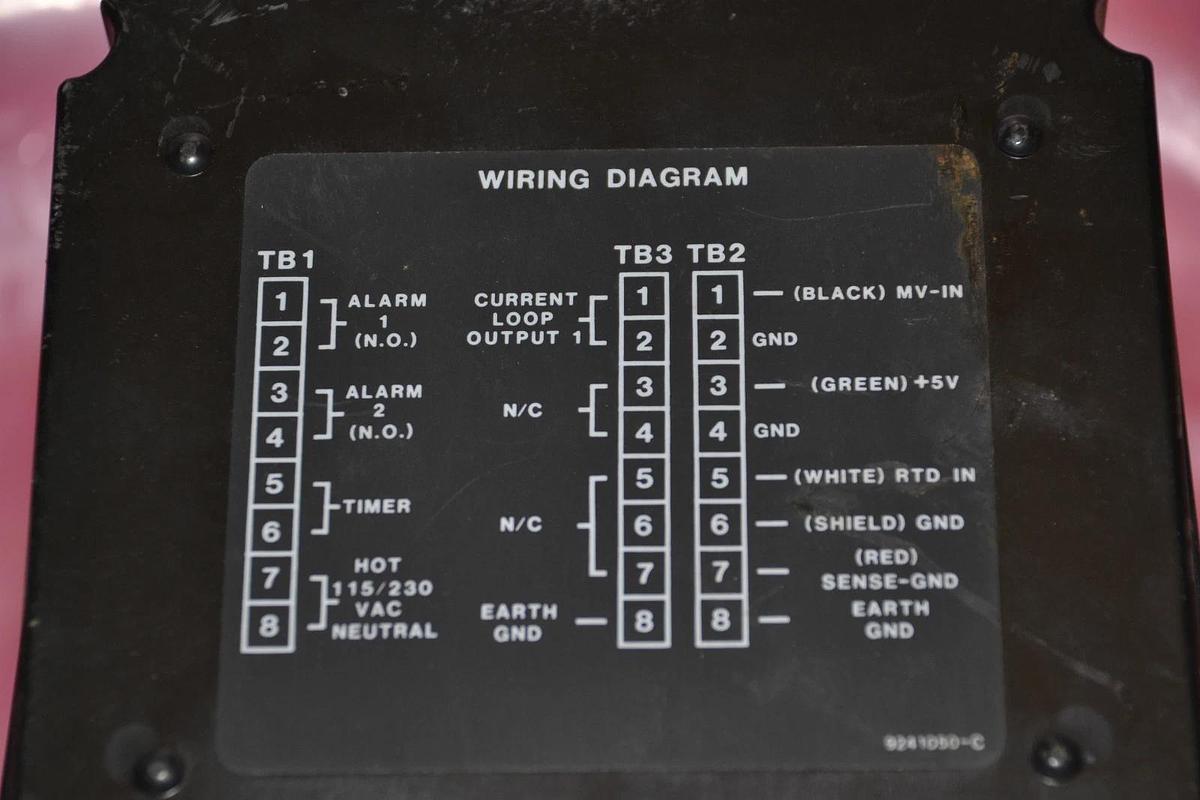 WIRING DIAGRAM
TB1
1
2
3
4
5
6
7
8
ALARM
1
(N.O.)
ALARM
2
(N.O.)
TIMER
HOT
115/230
VAC
NEUTRAL
CURRENT
LOOP
OUTPUT 1
N/C
N/C
EARTH
GND
TB3
1
2
3
4
5
6
7
8
TB2
1
2
3
4
5
6
7
8
(BLACK) MV-IN
GND
(GREEN) +5V
GND
(WHITE) RTD IN
(SHIELD) GND
(RED)
SENSE-GND
EARTH
GND
9241050-C